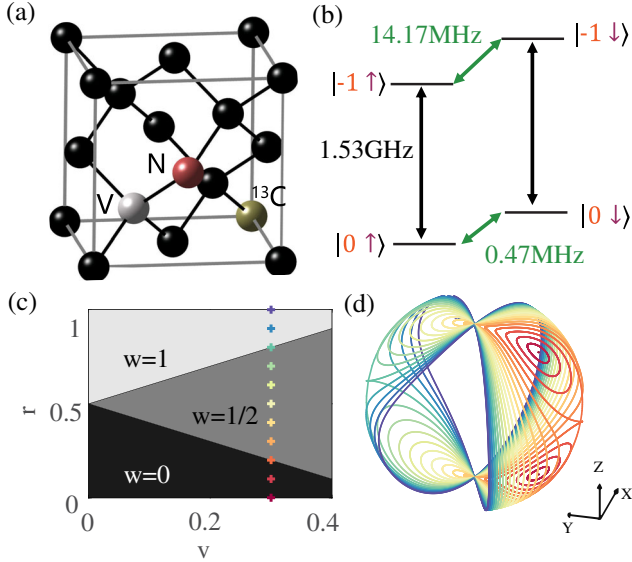 (a)
N
V
¹³C
(b)
14.17MHz
|-1 ↓⟩
|-1 ↑⟩
1.53GHz
|0 ↑⟩
|0 ↓⟩
0.47MHz
(c)
1
w=1
r
0.5
w=1/2
w=0
0
0
0.2
0.4
v
(d)
Z
X
Y